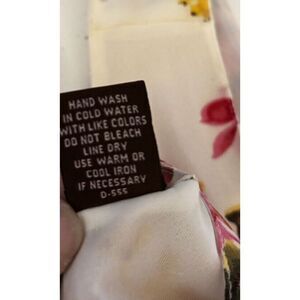 HAND WASH
IN COLD WATER
WITH LIKE COLORS
DO NOT BLEACH
LINE DRY
USE WARM OR
COOL IRON
IF NECESSARY
D-555